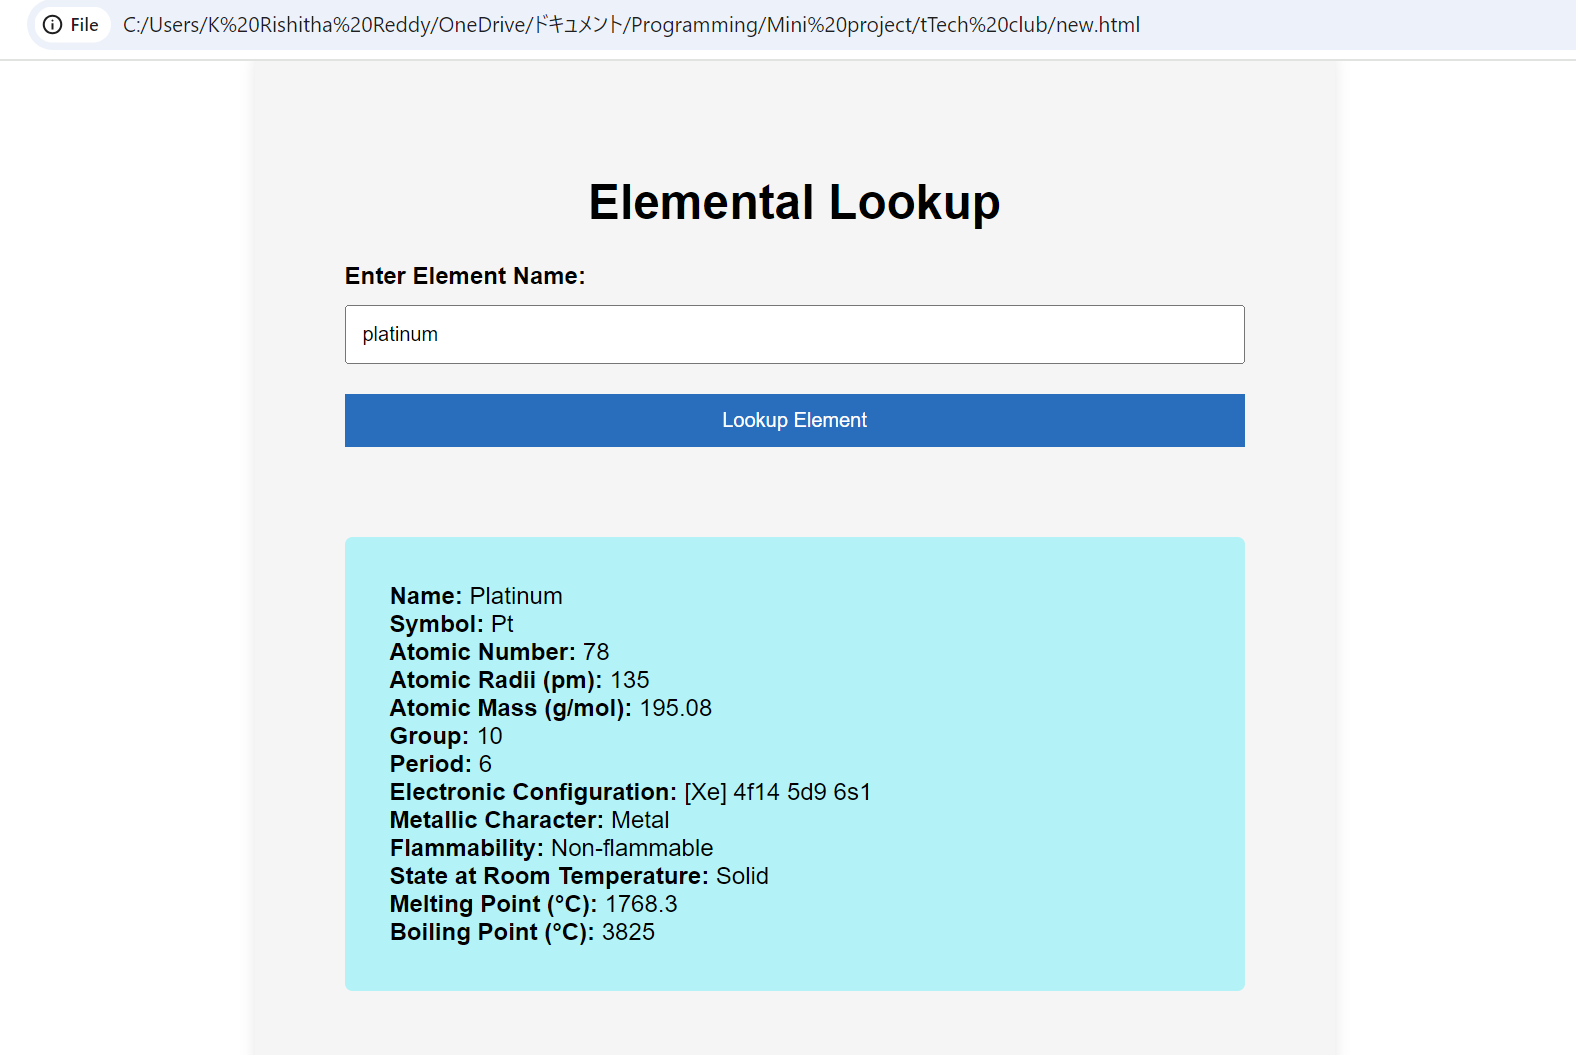 File C:/Users/K%20Rishitha%20Reddy/OneDrive/ドキュメント/Programming/Mini%20project/tTech%20club/new.html
Elemental Lookup
Enter Element Name:
platinum
Lookup Element
Name: Platinum
Symbol: Pt
Atomic Number: 78
Atomic Radii (pm): 135
Atomic Mass (g/mol): 195.08
Group: 10
Period: 6
Electronic Configuration: [Xe] 4f14 5d9 6s1
Metallic Character: Metal
Flammability: Non-flammable
State at Room Temperature: Solid
Melting Point (°C): 1768.3
Boiling Point (°C): 3825